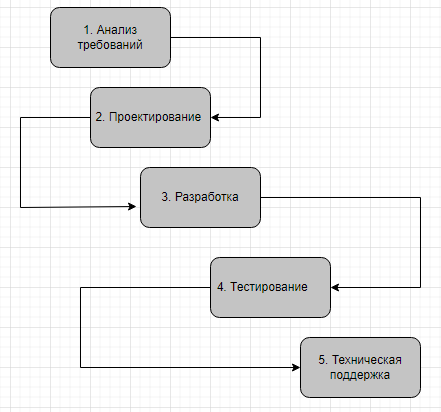 1. Анализ
требований
2. Проектирование
3. Разработка
4. Тестирование
5. Техническая
поддержка